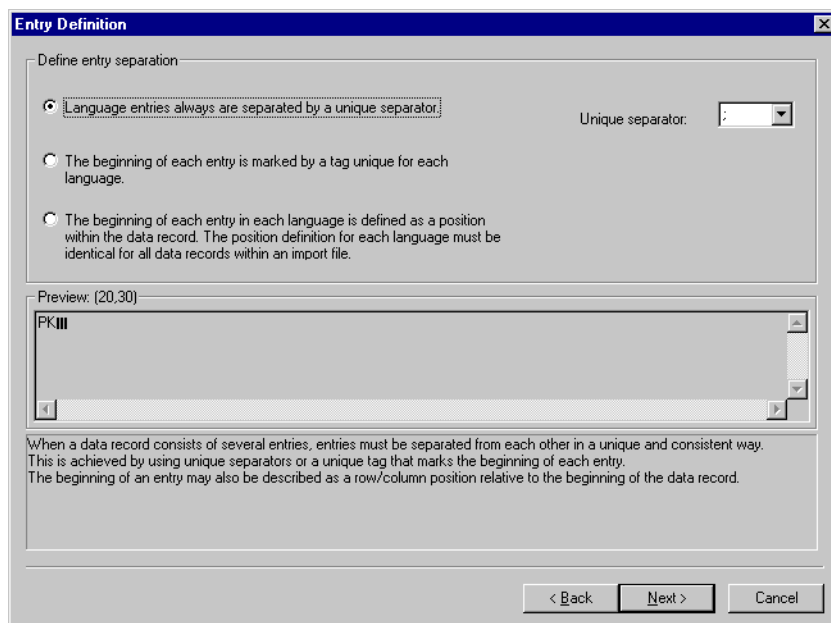 Entry Definition
Define entry separation
Language entries always are separated by a unique separator.
Unique separator:
;
The beginning of each entry is marked by a tag unique for each
language.
The beginning of each entry in each language is defined as a position
within the data record. The position definition for each language must be
identical for all data records within an import file.
Preview: (20,30)
PK
When a data record consists of several entries, entries must be separated from each other in a unique and consistent way.
This is achieved by using unique separators or a unique tag that marks the beginning of each entry.
The beginning of an entry may also be described as a row/column position relative to the beginning of the data record.
< Back
Next >
Cancel